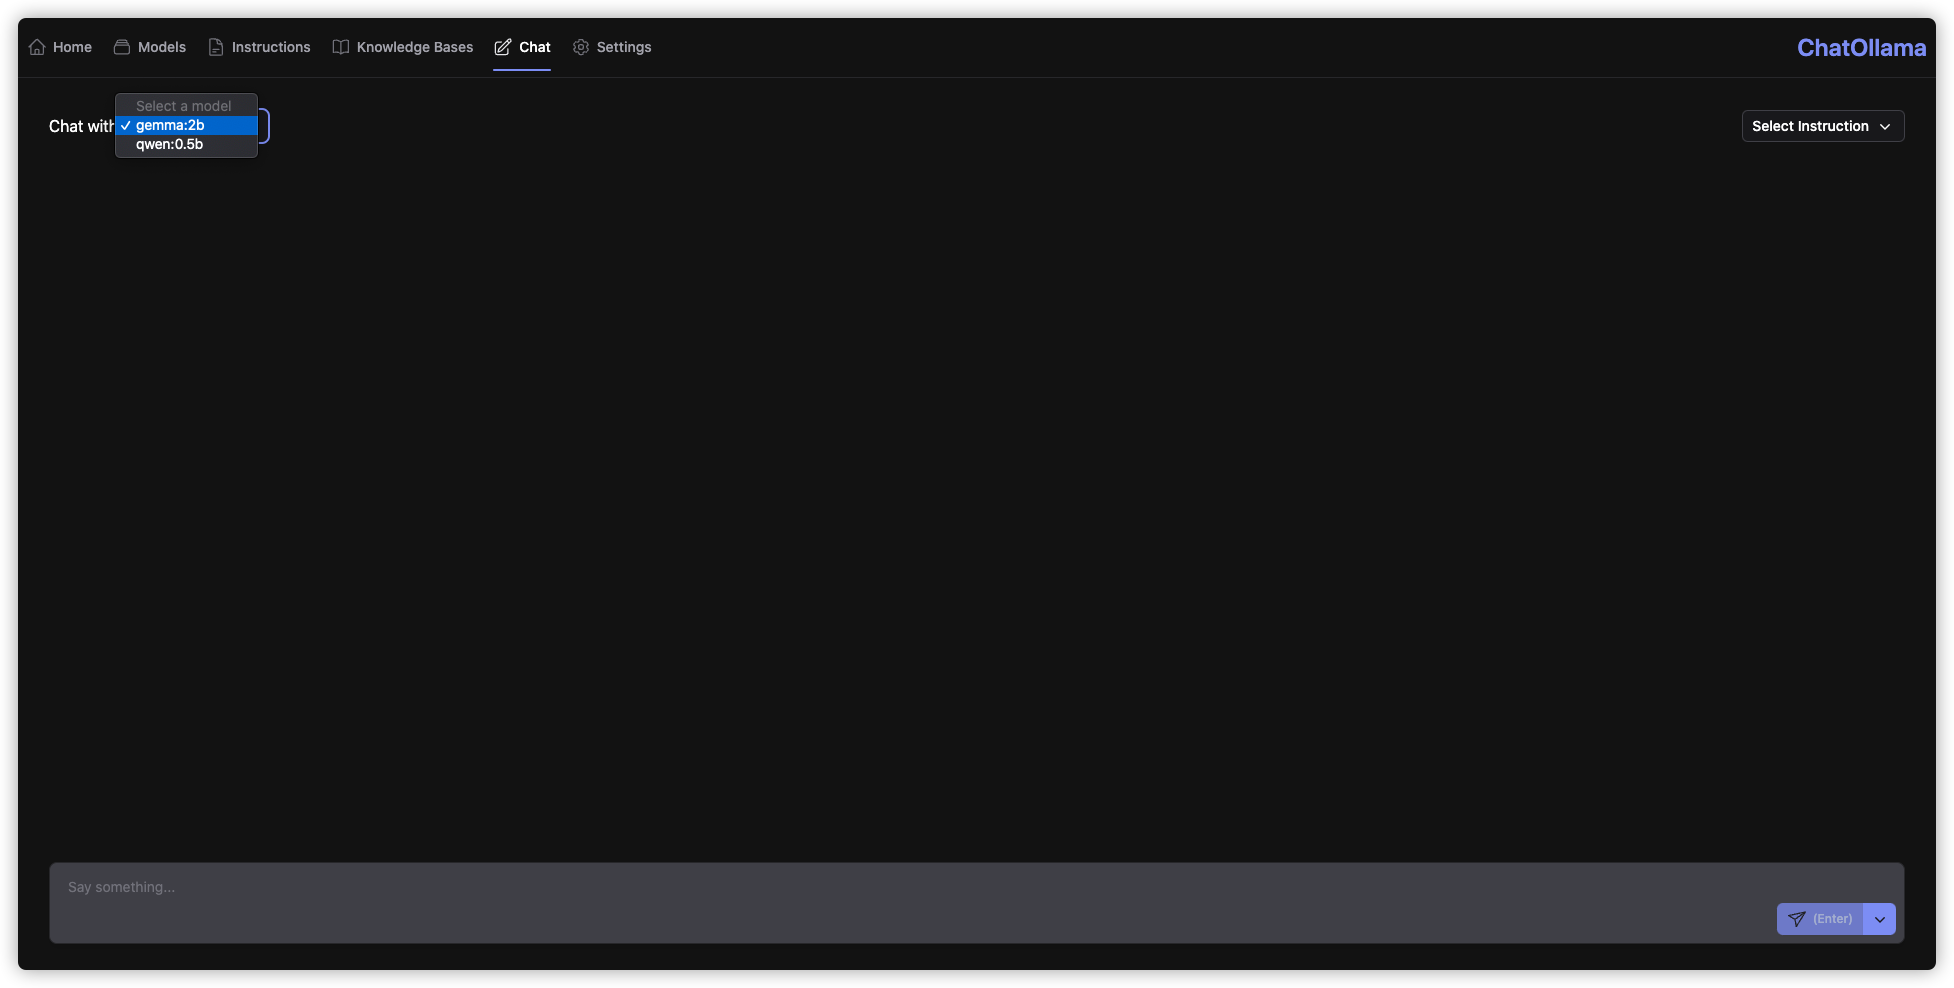 Home Models Instructions Knowledge Bases Chat Settings ChatOllama
Select a model
Chat with gemma:2b Select Instruction
qwen:0.5b
Say something...
(Enter)